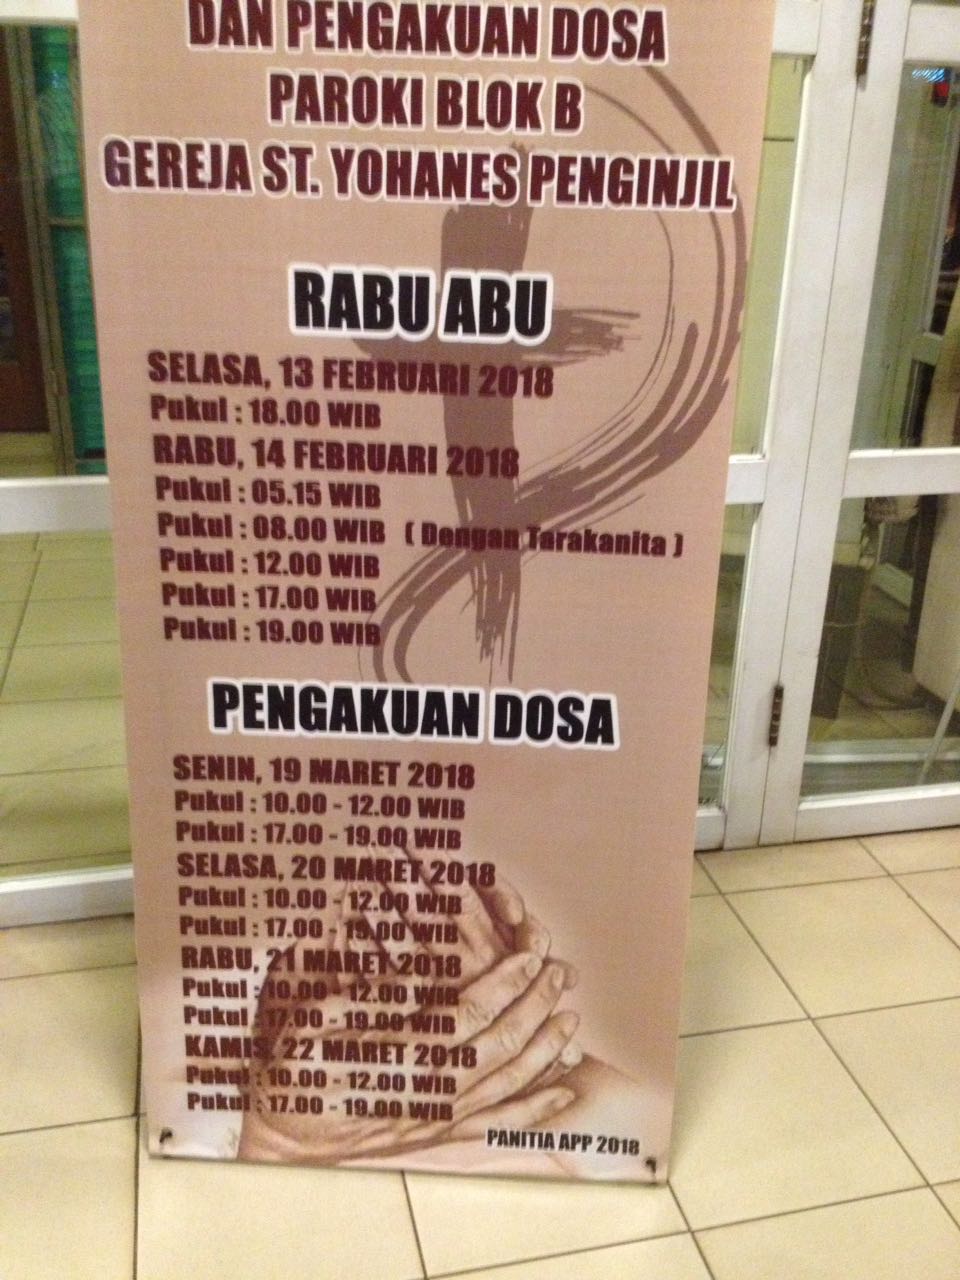 DAN PENGAKUAN DOSA
PAROKI BLOK B
GEREJA ST. YOHANES PENGINJIL
RABU ABU
SELASA, 13 FEBRUARI 2018
Pukul : 18.00 WIB
RABU, 14 FEBRUARI 2018
Pukul : 05.15 WIB
Pukul : 08.00 WIB ( Dengan Tarakanita )
Pukul : 12.00 WIB
Pukul : 17.00 WIB
Pukul : 19.00 WIB
PENGAKUAN DOSA
SENIN, 19 MARET 2018
Pukul : 10.00 - 12.00 WIB
Pukul : 17.00 - 19.00 WIB
SELASA, 20 MARET 2018
Pukul : 10.00 - 12.00 WIB
Pukul : 17.00 - 19.00 WIB
RABU, 21 MARET 2018
Pukul : 10.00 - 12.00 WIB
Pukul : 17.00 - 19.00 WIB
KAMIS, 22 MARET 2018
Pukul : 10.00 - 12.00 WIB
Pukul : 17.00 - 19.00 WIB
PANITIA APP 2018